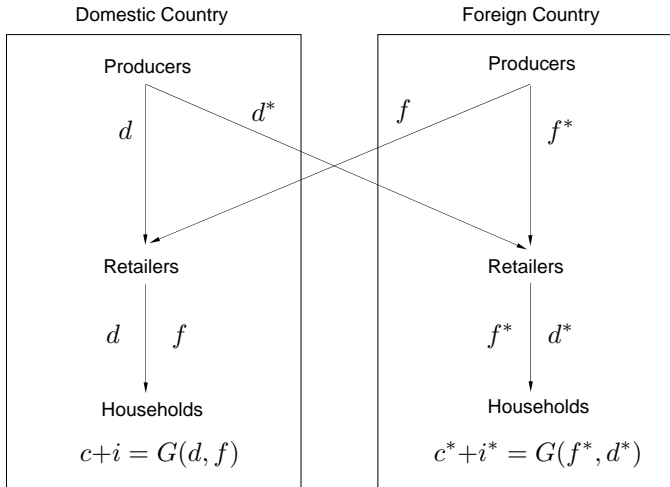 Domestic Country
Foreign Country
Producers
Producers
d
d*
f
f*
Retailers
Retailers
d
f
f*
d*
Households
Households
c+i = G(d, f)
c*+i* = G(f*, d*)